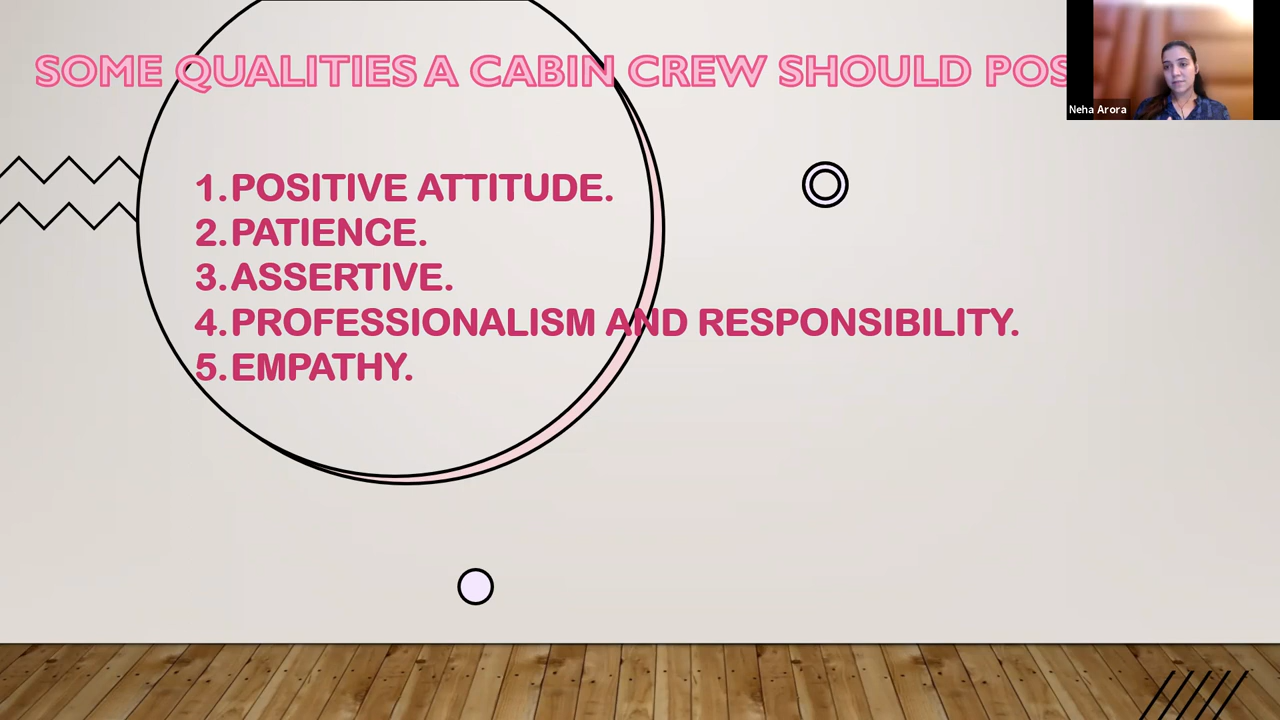 SOME QUALITIES A CABIN CREW SHOULD
Neha Arora
1. POSITIVE ATTITUDE.
2. PATIENCE.
3. ASSERTIVE.
4. PROFESSIONALISM AND RESPONSIBILITY.
5. EMPATHY.